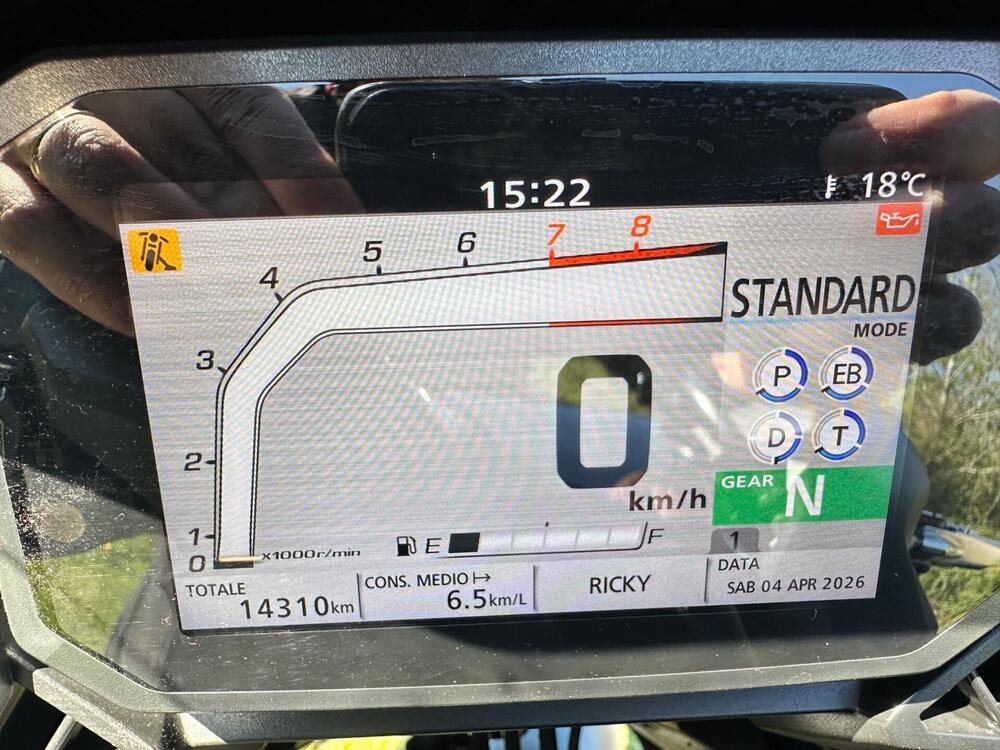 15:22
18°C
4 5 6 7 8
STANDARD
MODE
3
P EB
0
D T
2
GEAR N
km/h
1
E F
1
0
x1000r/min
TOTALE
14310km
CONS. MEDIO ↦
6.5km/L
RICKY
DATA
SAB 04 APR 2026